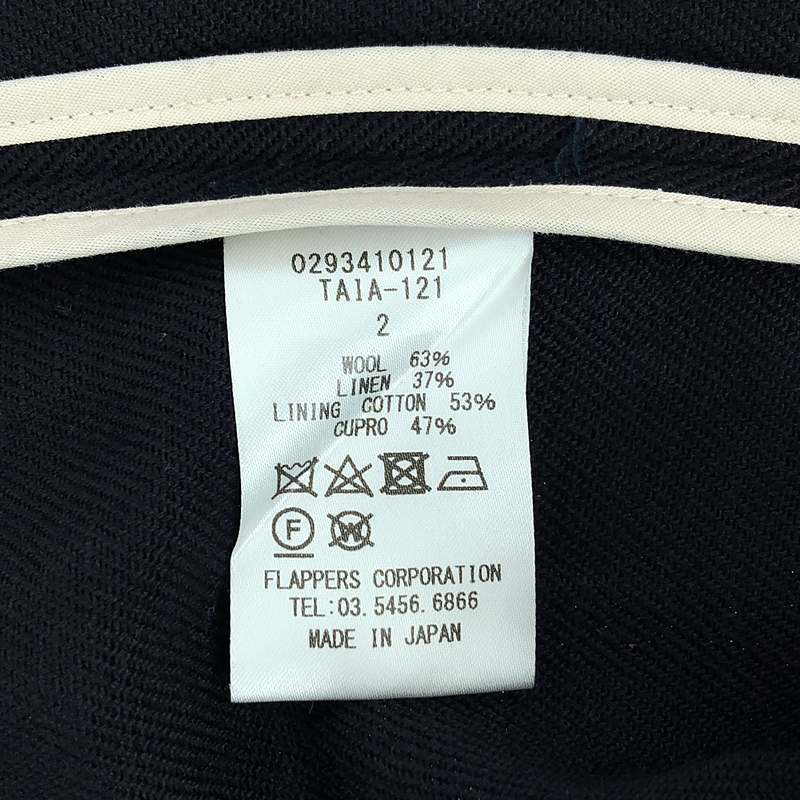 0293410121
TAIA-121
2
WOOL 63%
LINEN 37%
LINING COTTON 53%
CUPRO 47%
F
W
FLAPPERS CORPORATION
TEL:03.5456.6866
MADE IN JAPAN